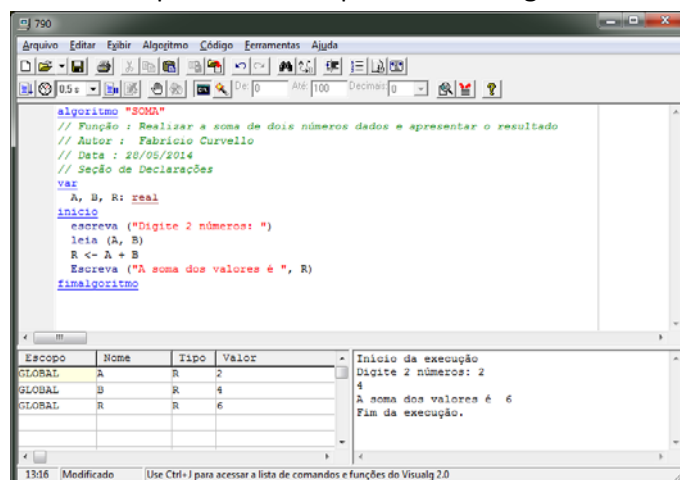 790
Arquivo Editar Exibir Algoritmo Código Ferramentas Ajuda
0.5 s De: 0 Até: 100 Decimais: 0
algoritmo "SOMA"
// Função : Realizar a soma de dois números dados e apresentar o resultado
// Autor : Fabricio Curvello
// Data : 28/05/2014
// Seção de Declarações
var
A, B, R: real
inicio
escreva ("Digite 2 números: ")
leia (A, B)
R <- A + B
Escreva ("A soma dos valores é ", R)
fimalgoritmo
Escopo Nome Tipo Valor
GLOBAL A R 2
GLOBAL B R 4
GLOBAL R R 6
Início da execução
Digite 2 números: 2
4
A soma dos valores é 6
Fim da execução.
13:16 Modificado Use Ctrl+J para acessar a lista de comandos e funções do Visualg 2.0